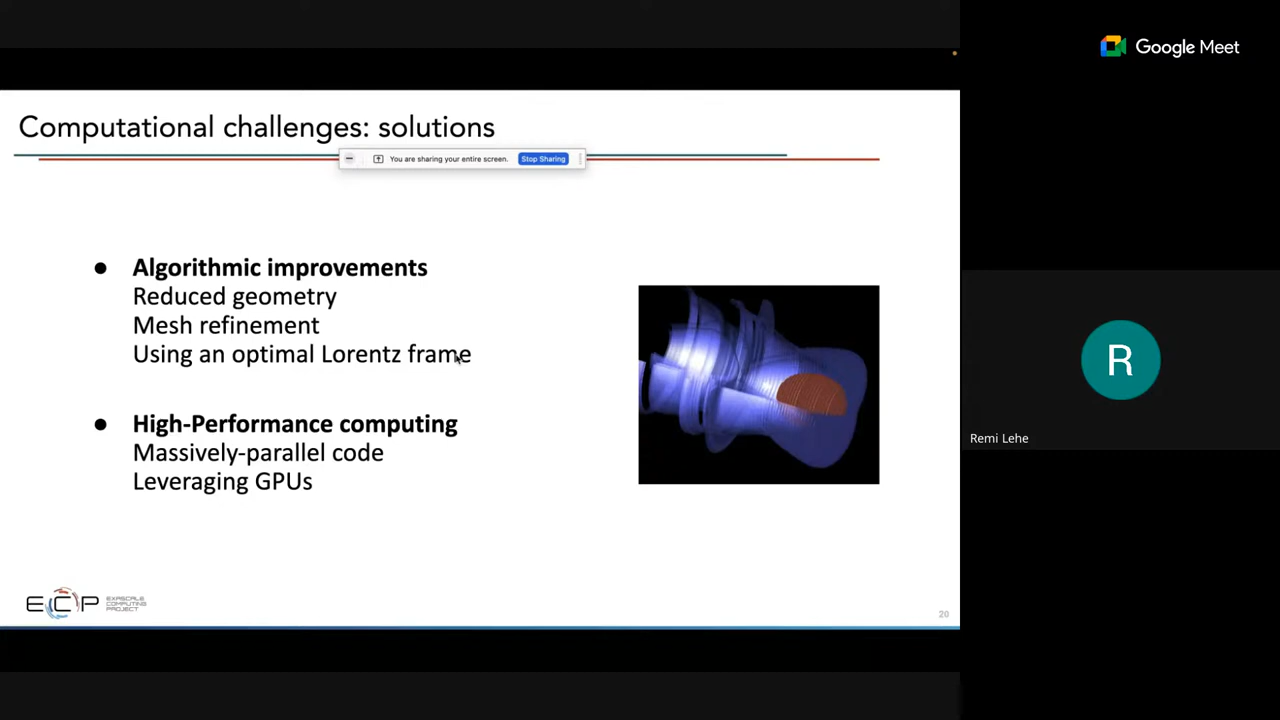 Google Meet
Computational challenges: solutions
You are sharing your entire screen.
Stop Sharing
● Algorithmic improvements
Reduced geometry
Mesh refinement
Using an optimal Lorentz frame
● High-Performance computing
Massively-parallel code
Leveraging GPUs
R
Remi Lehe
ECP
EXASCALE
COMPUTING
PROJECT
20